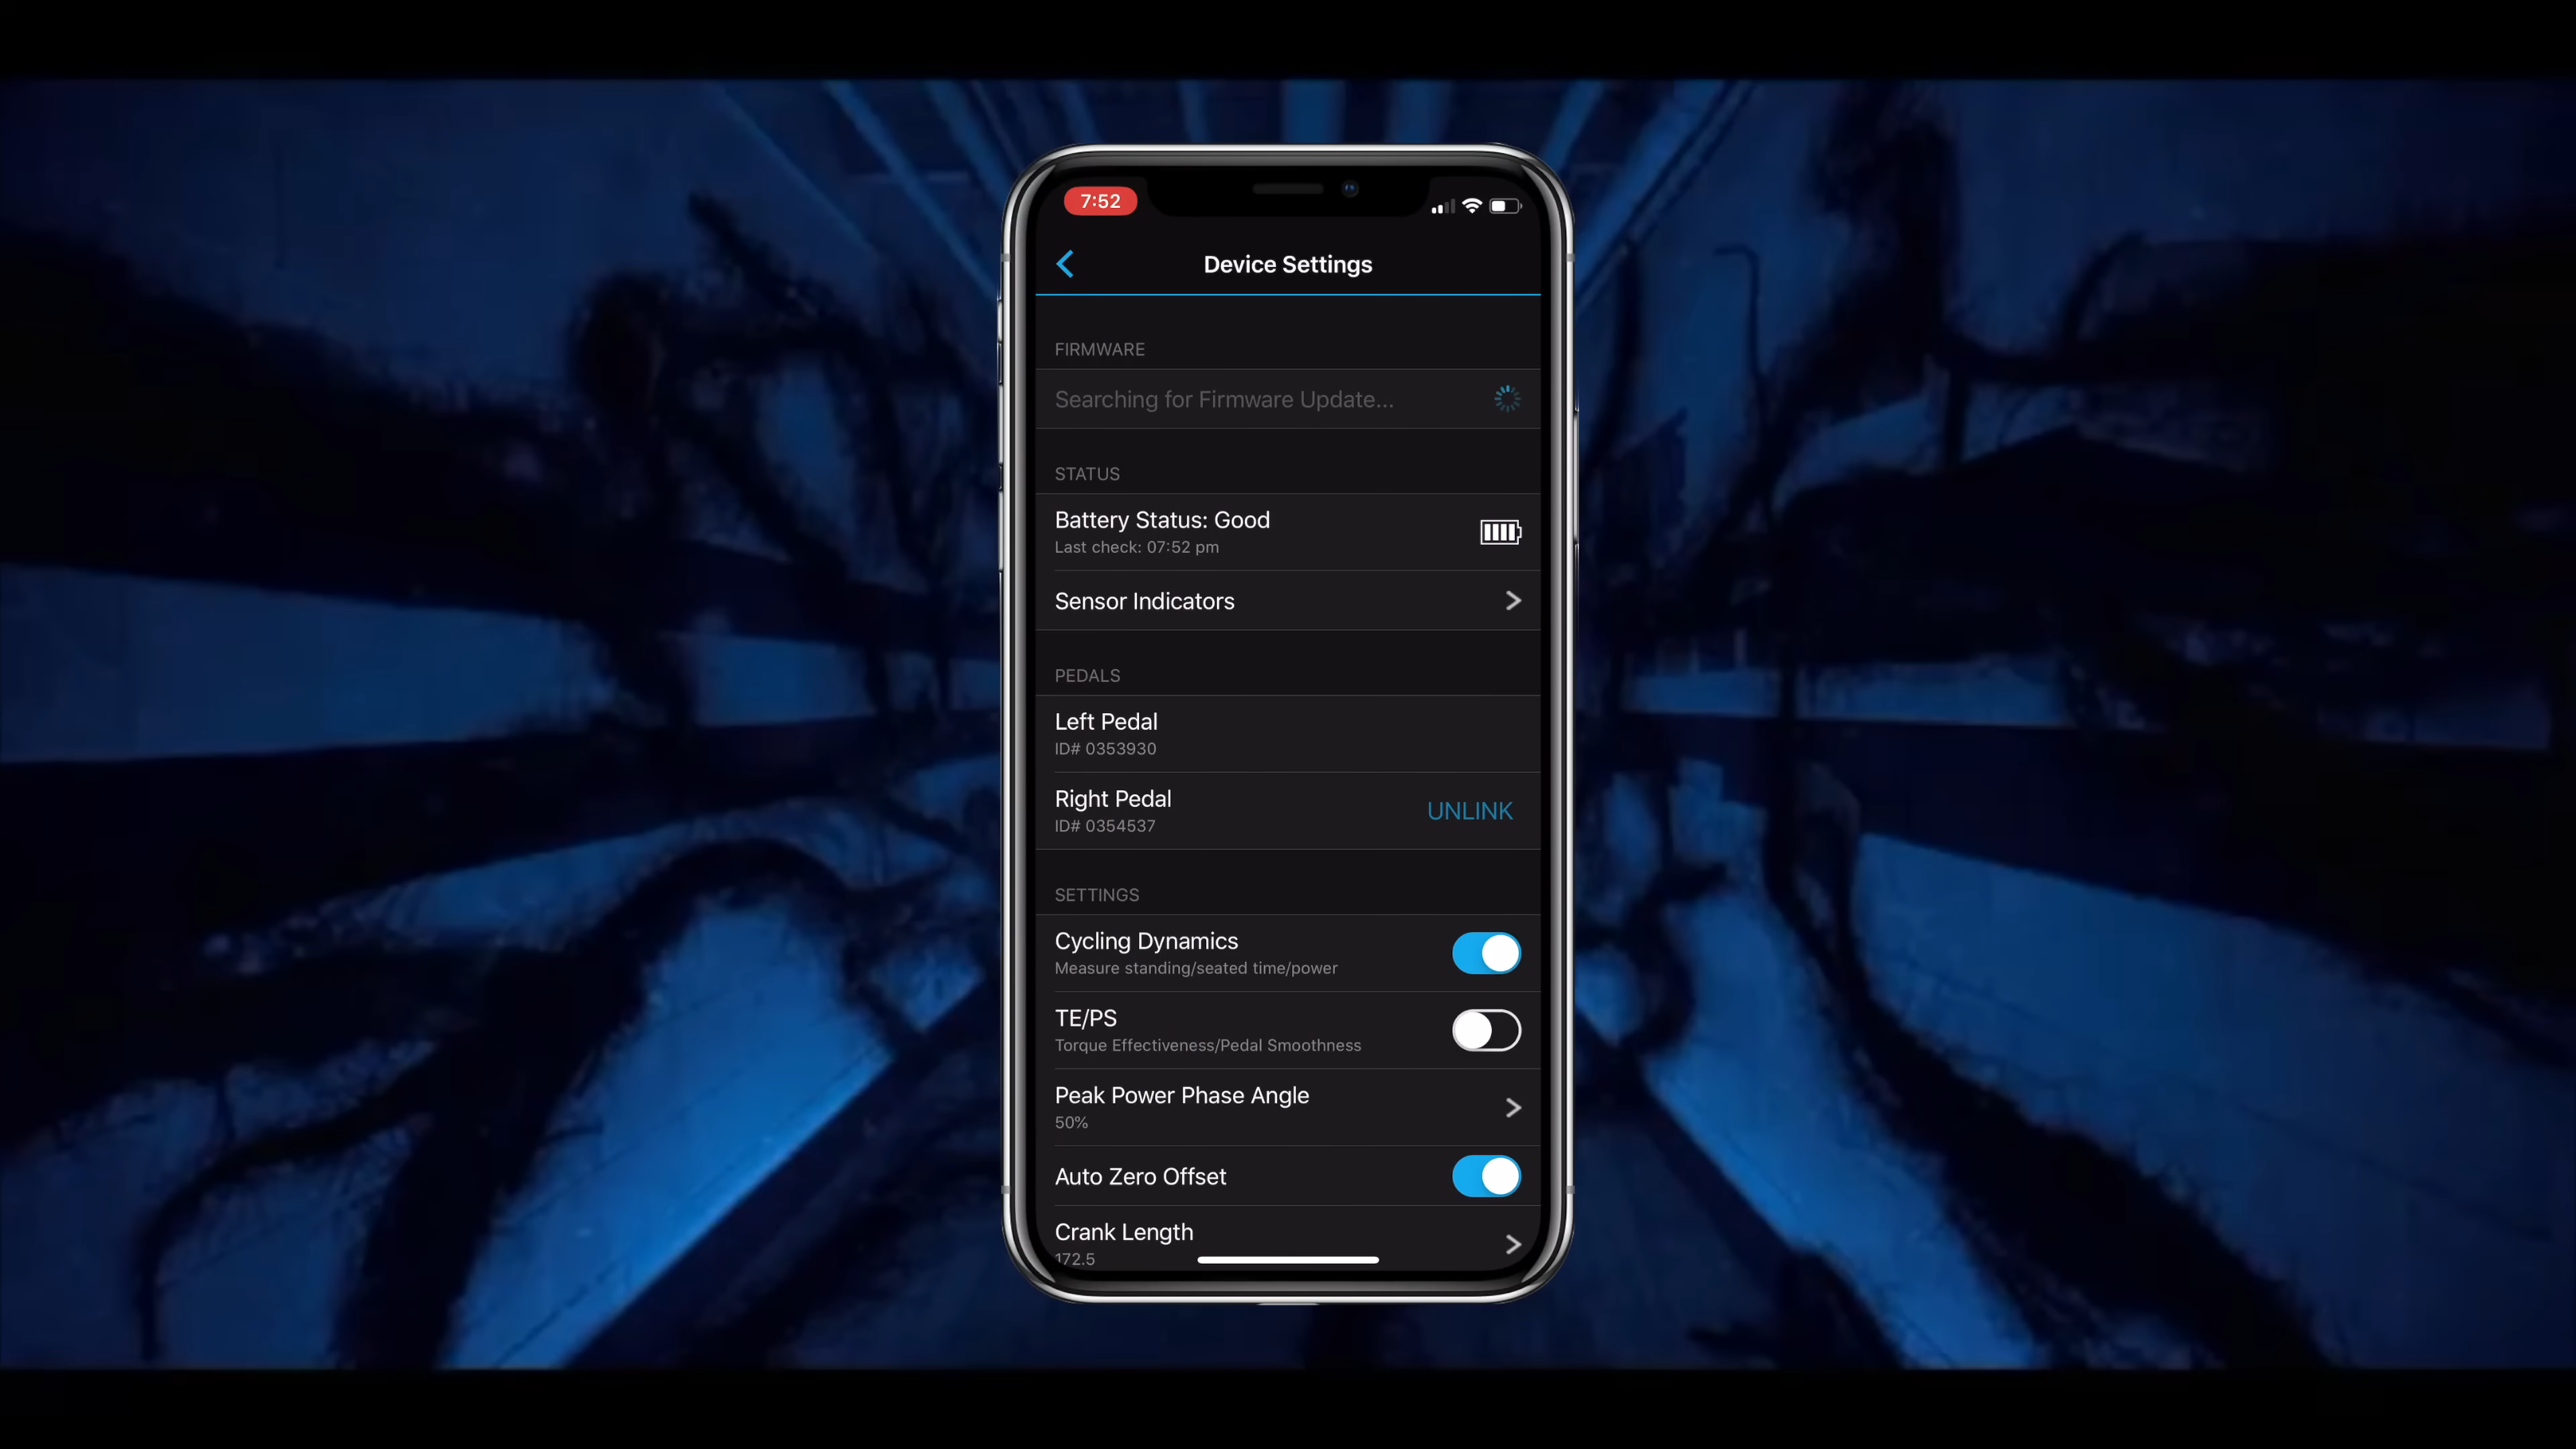 7:52
Device Settings
FIRMWARE
Searching for Firmware Update...
STATUS
Battery Status: Good
Last check: 07:52 pm
Sensor Indicators
PEDALS
Left Pedal
ID# 0353930
Right Pedal
ID# 0354537
UNLINK
SETTINGS
Cycling Dynamics
Measure standing/seated time/power
TE/PS
Torque Effectiveness/Pedal Smoothness
Peak Power Phase Angle
50%
Auto Zero Offset
Crank Length
172.5